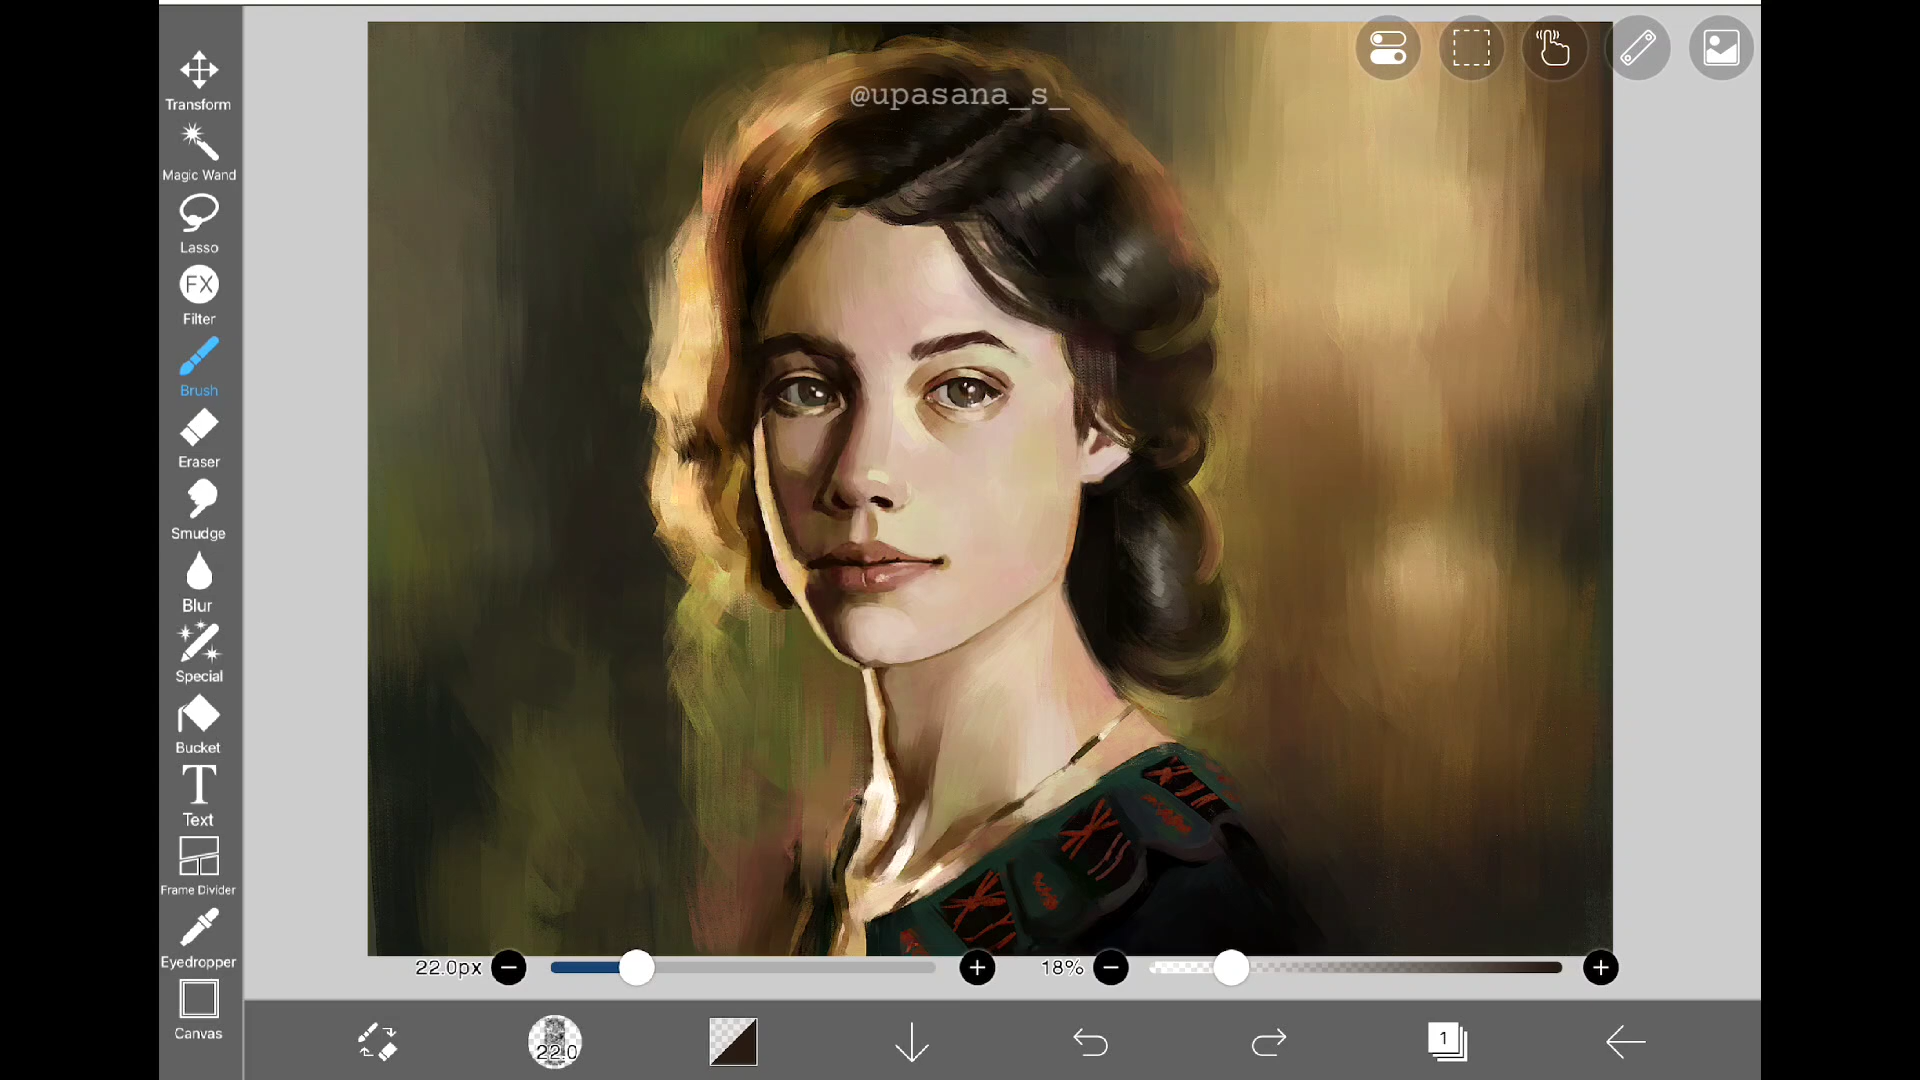 @upasana_s_
Transform
Magic Wand
Lasso
FX
Filter
Brush
Eraser
Smudge
Blur
Special
Bucket
T
Text
Frame Divider
Eyedropper
Canvas
22.0px
18%
22.0
1